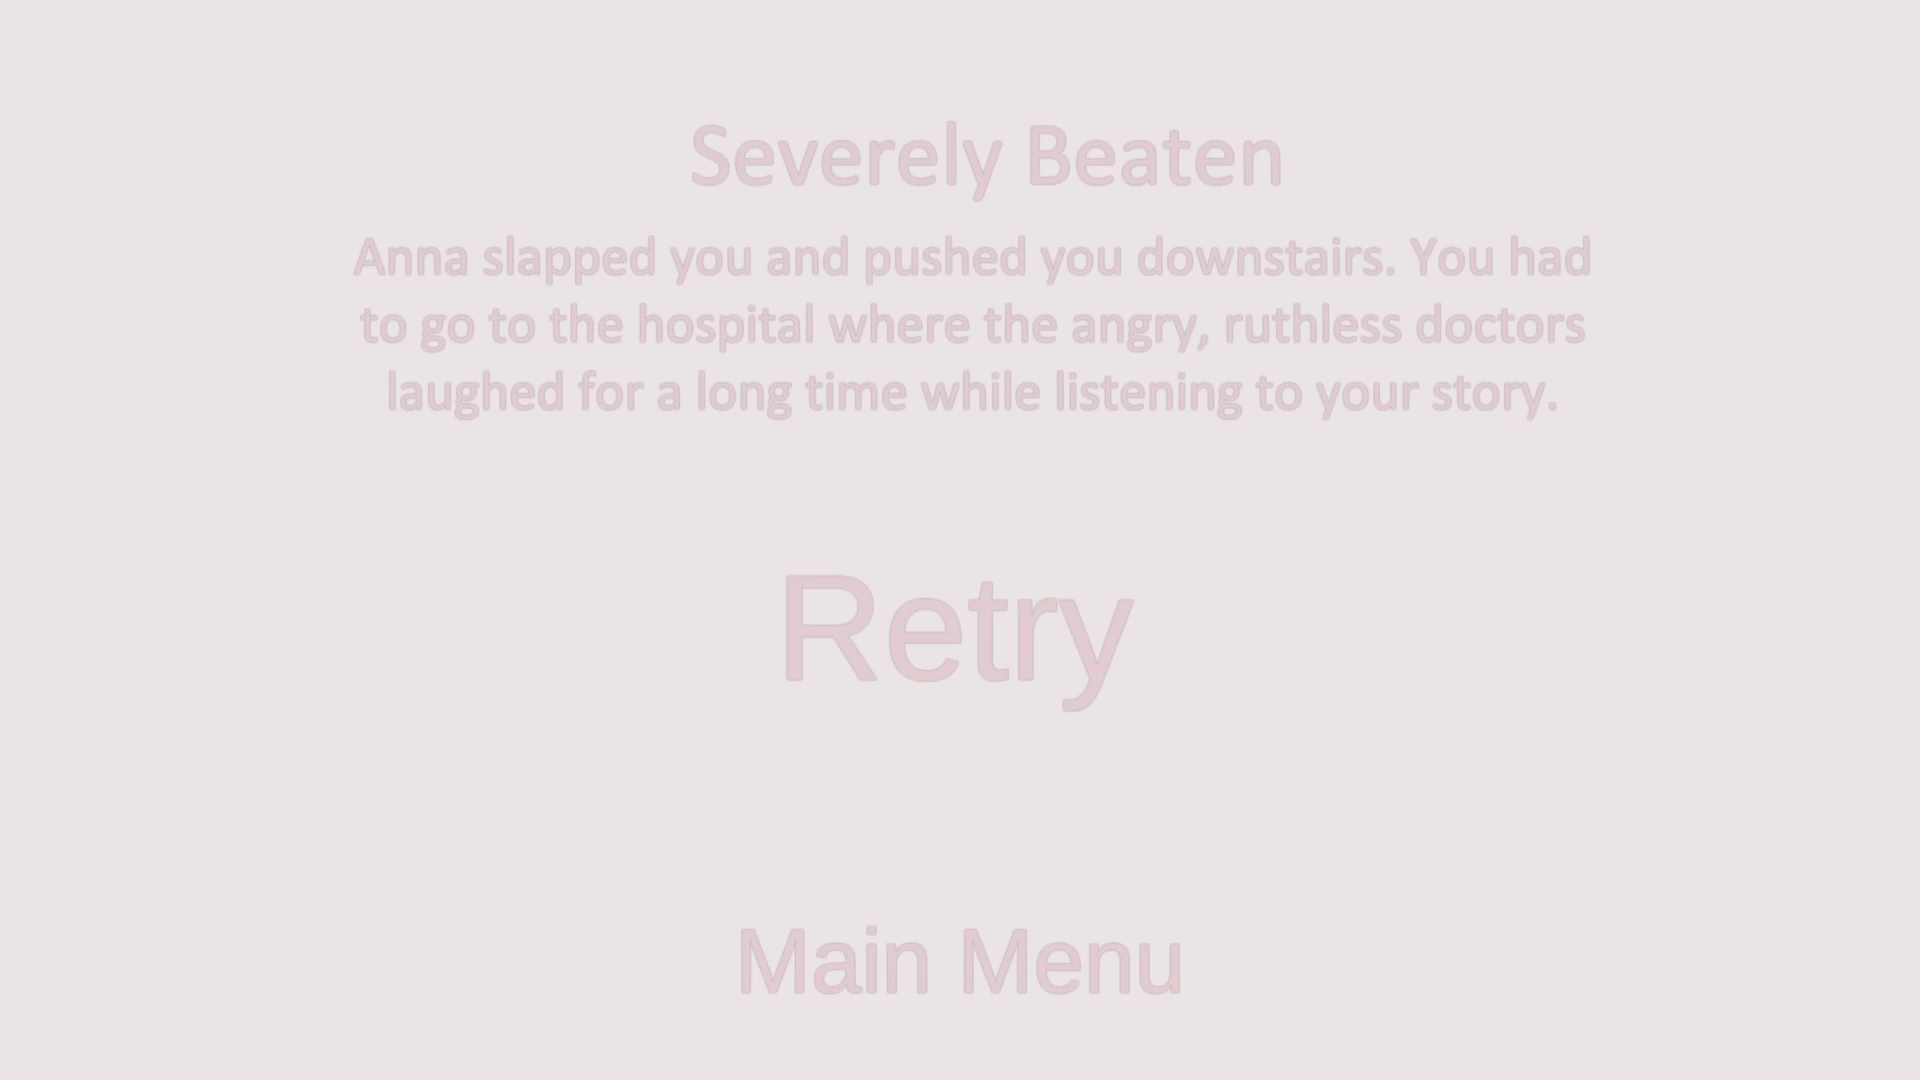 Severely Beaten
Anna slapped you and pushed you downstairs. You had
to go to the hospital where the angry, ruthless doctors
laughed for a long time while listening to your story.
Retry
Main Menu